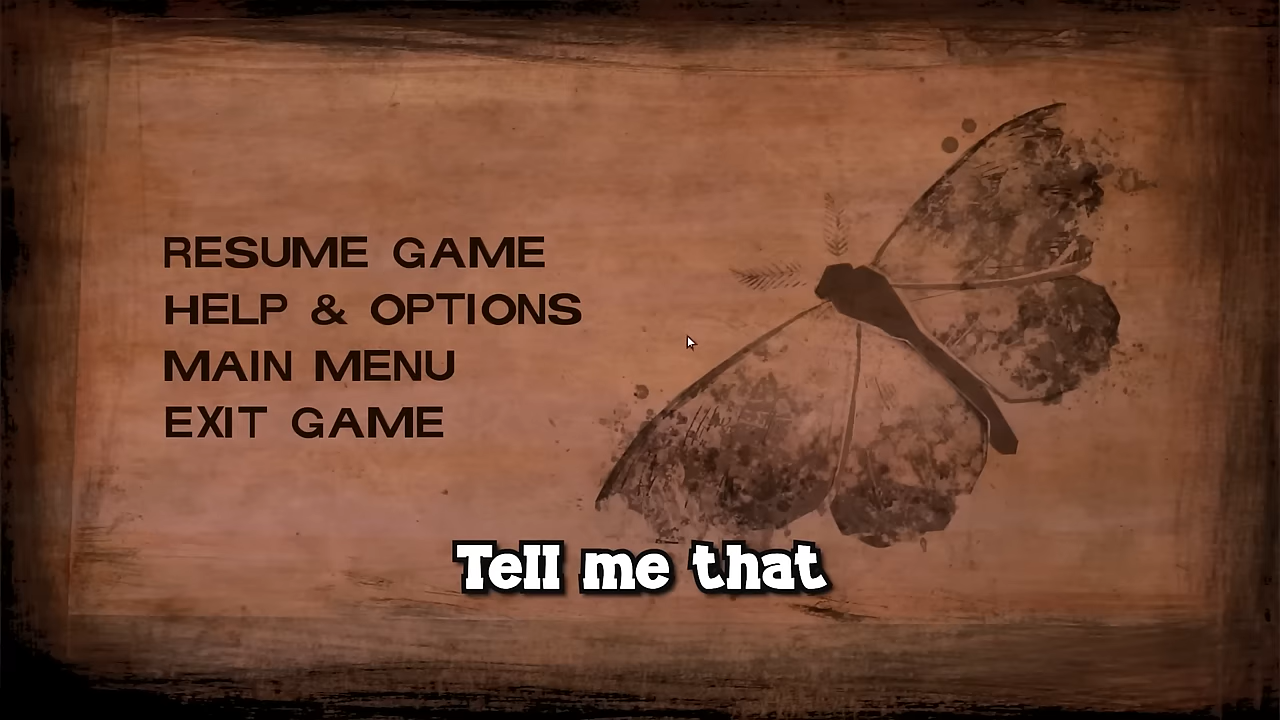 RESUME GAME
HELP & OPTIONS
MAIN MENU
EXIT GAME
Tell me that